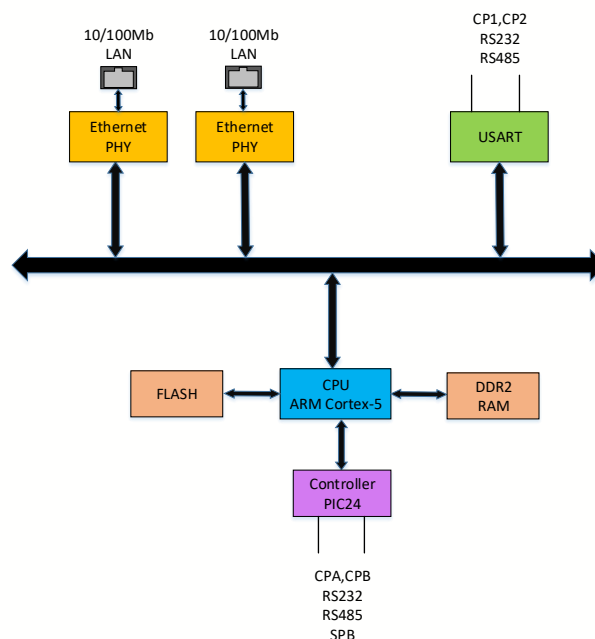 10/100Mb
LAN
10/100Mb
LAN
CP1,CP2
RS232
RS485
Ethernet
PHY
Ethernet
PHY
USART
FLASH
CPU
ARM Cortex-5
DDR2
RAM
Controller
PIC24
CPA,CPB
RS232
RS485
SPB